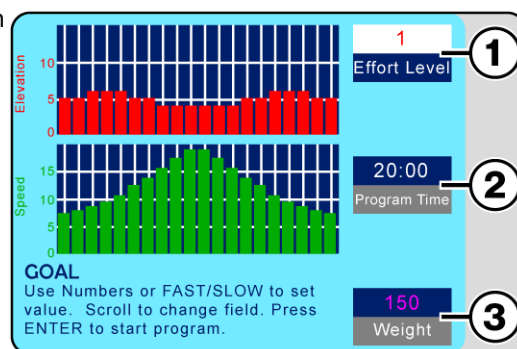 n
1
Effort Level
1
Elevation
10
5
0
20:00
Program Time
2
Speed
15
10
5
0
GOAL
Use Numbers or FAST/SLOW to set
value. Scroll to change field. Press
ENTER to start program.
150
Weight
3